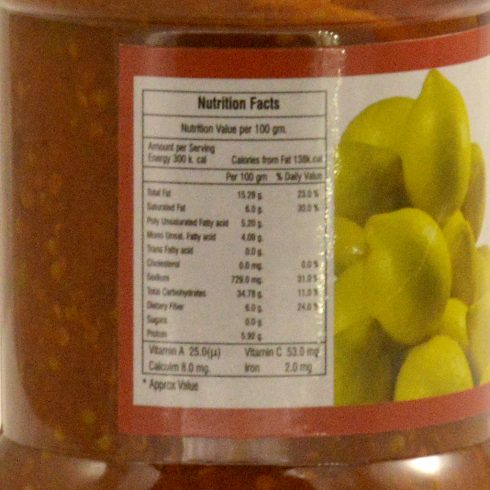 Nutrition Facts
Nutrition Value per 100 gm.
Amount per Serving
Energy 300 k. cal Calories from Fat 138k.cal
Per 100 gm % Daily Value
Total Fat 15.29 g. 23.0 %
Saturated Fat 6.0 g. 30.0 %
Poly Unsaturated Fatty acid 5.20 g.
Mono Unsat. Fatty acid 4.09 g.
Trans Fatty acid 0.0 g.
Cholesterol 0.0 mg. 0.0 %
Sodium 729.0 mg. 31.0 %
Total Carbohydrates 34.78 g. 11.0 %
Dietary Fiber 6.0 g. 24.0 %
Sugars 0.0 g.
Protein 5.90 g.
Vitamin A 25.0(µ) Vitamin C 53.0 mg
Calcuim 8.0 mg. Iron 2.0 mg
* Approx Value